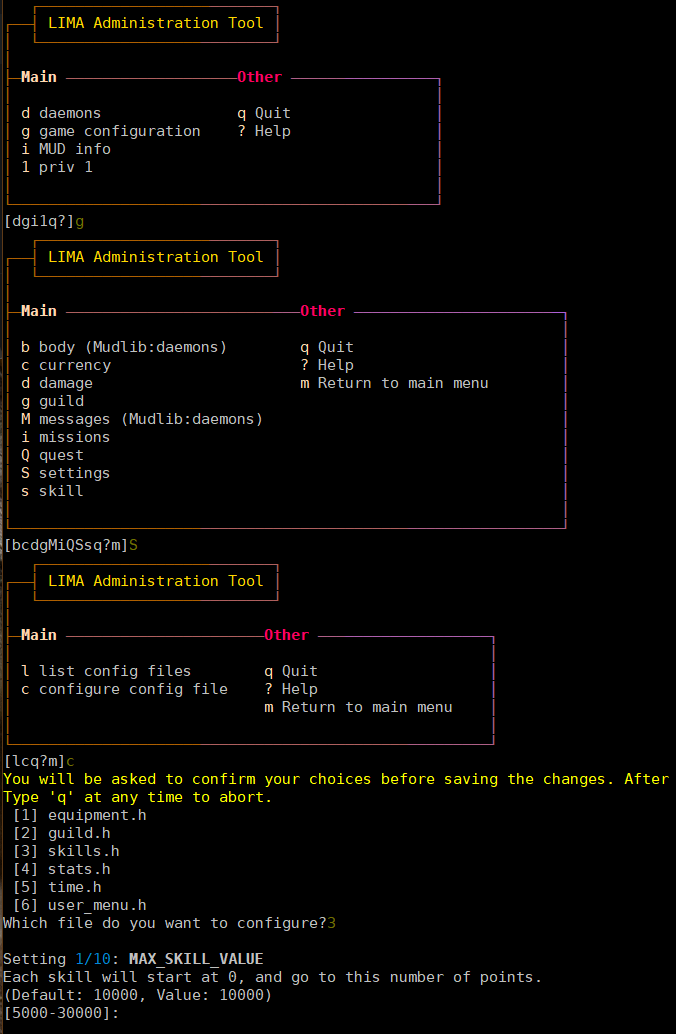 LIMA Administration Tool
Main Other
d daemons q Quit
g game configuration ? Help
i MUD info
1 priv 1
[dgi1q?]g
LIMA Administration Tool
Main Other
b body (Mudlib:daemons) q Quit
c currency ? Help
d damage m Return to main menu
g guild
M messages (Mudlib:daemons)
i missions
Q quest
S settings
s skill
[bcdgMiQSsq?m]S
LIMA Administration Tool
Main Other
l list config files q Quit
c configure config file ? Help
m Return to main menu
[lcq?m]c
You will be asked to confirm your choices before saving the changes. After
Type 'q' at any time to abort.
[1] equipment.h
[2] guild.h
[3] skills.h
[4] stats.h
[5] time.h
[6] user_menu.h
Which file do you want to configure?3
Setting 1/10: MAX_SKILL_VALUE
Each skill will start at 0, and go to this number of points.
(Default: 10000, Value: 10000)
[5000-30000]: